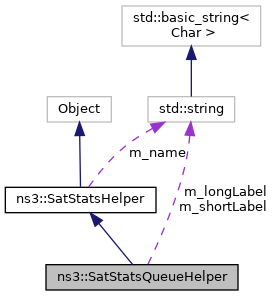 std::basic_string<
Char >
Object
std::string
m_name
ns3::SatStatsHelper
m_longLabel
m_shortLabel
ns3::SatStatsQueueHelper